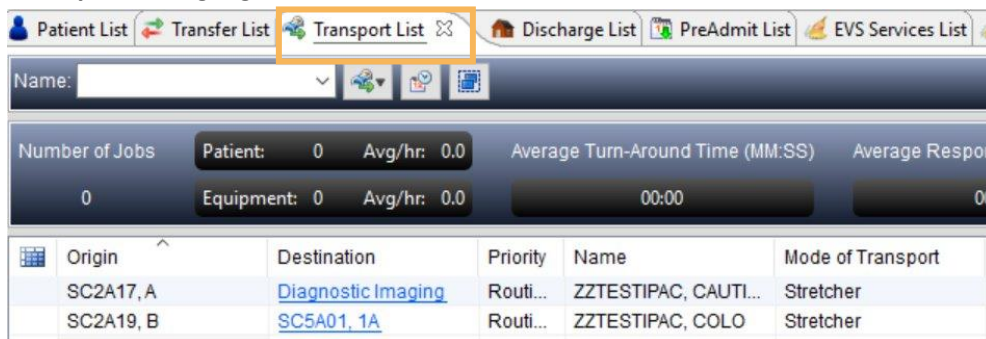 Patient List Transfer List Transport List Discharge List PreAdmit List EVS Services List
Name:
Number of Jobs Patient: 0 Avg/hr: 0.0 Average Turn-Around Time (MM:SS) Average Respo
0 Equipment: 0 Avg/hr: 0.0 00:00
Origin Destination Priority Name Mode of Transport
SC2A17, A Diagnostic Imaging Routi... ZZTESTIPAC, CAUTI... Stretcher
SC2A19, B SC5A01, 1A Routi... ZZTESTIPAC, COLO Stretcher